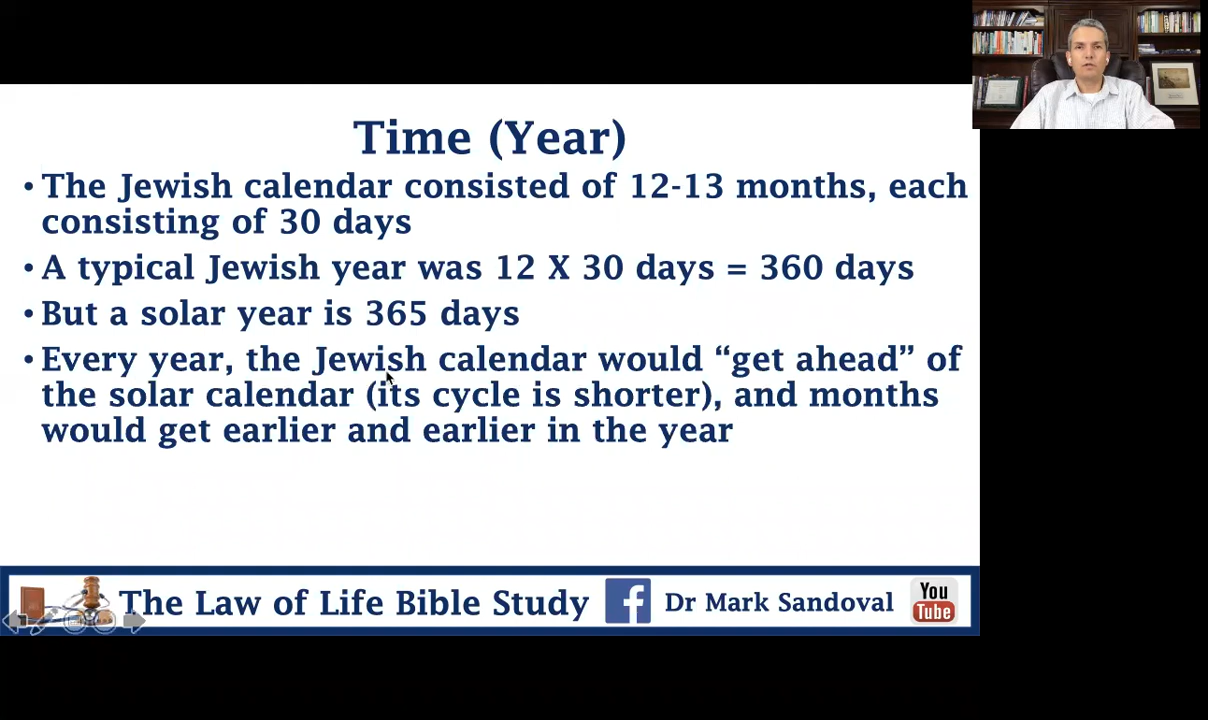 Time (Year)
• The Jewish calendar consisted of 12-13 months, each
consisting of 30 days
• A typical Jewish year was 12 X 30 days = 360 days
• But a solar year is 365 days
• Every year, the Jewish calendar would “get ahead” of
the solar calendar (its cycle is shorter), and months
would get earlier and earlier in the year
The Law of Life Bible Study
f
Dr Mark Sandoval
You
Tube